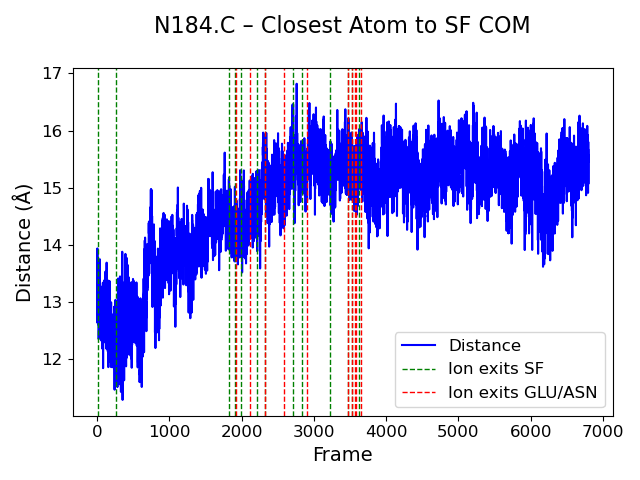 N184.C – Closest Atom to SF COM
17
16
15
14
13
12
Distance (Å)
Distance
Ion exits SF
Ion exits GLU/ASN
0 1000 2000 3000 4000 5000 6000 7000
Frame